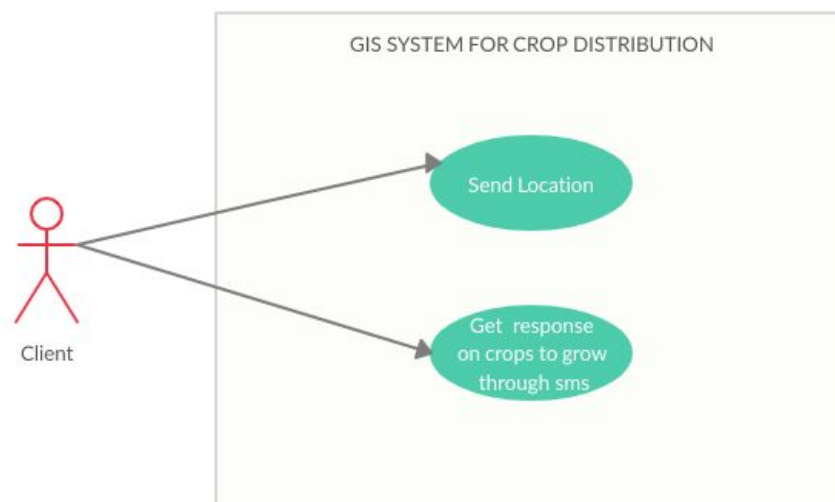 GIS SYSTEM FOR CROP DISTRIBUTION
Send Location
Client
Get response
on crops to grow
through sms